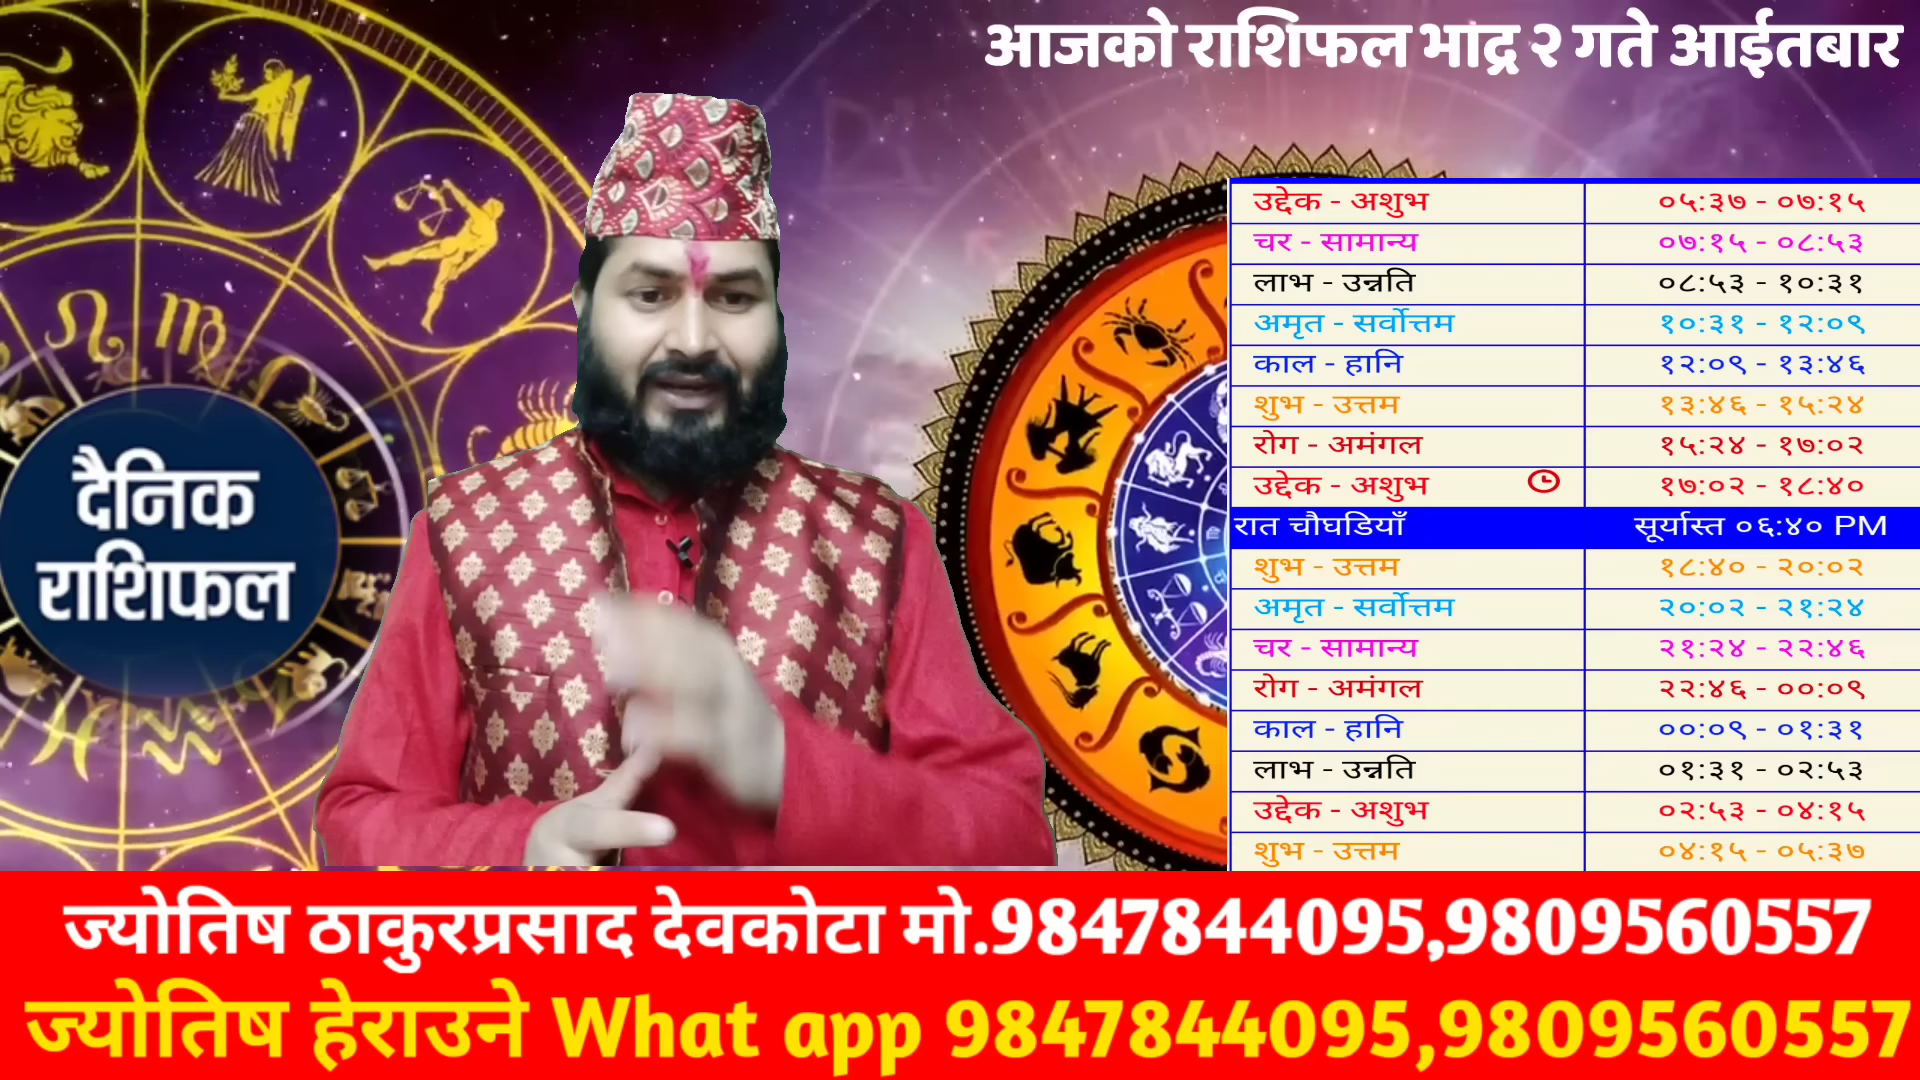 आजको राशिफल भाद्र २ गते आईतबार
उद्देक - अशुभ ०५:३७ - ०७:१५
चर - सामान्य ०७:१५ - ०८:५३
लाभ - उन्नति ०८:५३ - १०:३१
अमृत - सर्वोत्तम १०:३१ - १२:०९
काल - हानि १२:०९ - १३:४६
शुभ - उत्तम १३:४६ - १५:२४
रोग - अमंगल १५:२४ - १७:०२
उद्देक - अशुभ १७:०२ - १८:४०
रात चौघडियाँ सूर्यास्त ०६:४० PM
शुभ - उत्तम १८:४० - २०:०२
अमृत - सर्वोत्तम २०:०२ - २१:२४
चर - सामान्य २१:२४ - २२:४६
रोग - अमंगल २२:४६ - ००:०९
काल - हानि ००:०९ - ०१:३१
लाभ - उन्नति ०१:३१ - ०२:५३
उद्देक - अशुभ ०२:५३ - ०४:१५
शुभ - उत्तम ०४:१५ - ०५:३७
दैनिक
राशिफल
ज्योतिष ठाकुरप्रसाद देवकोटा मो.9847844095,9809560557
ज्योतिष हेराउने What app 9847844095,9809560557